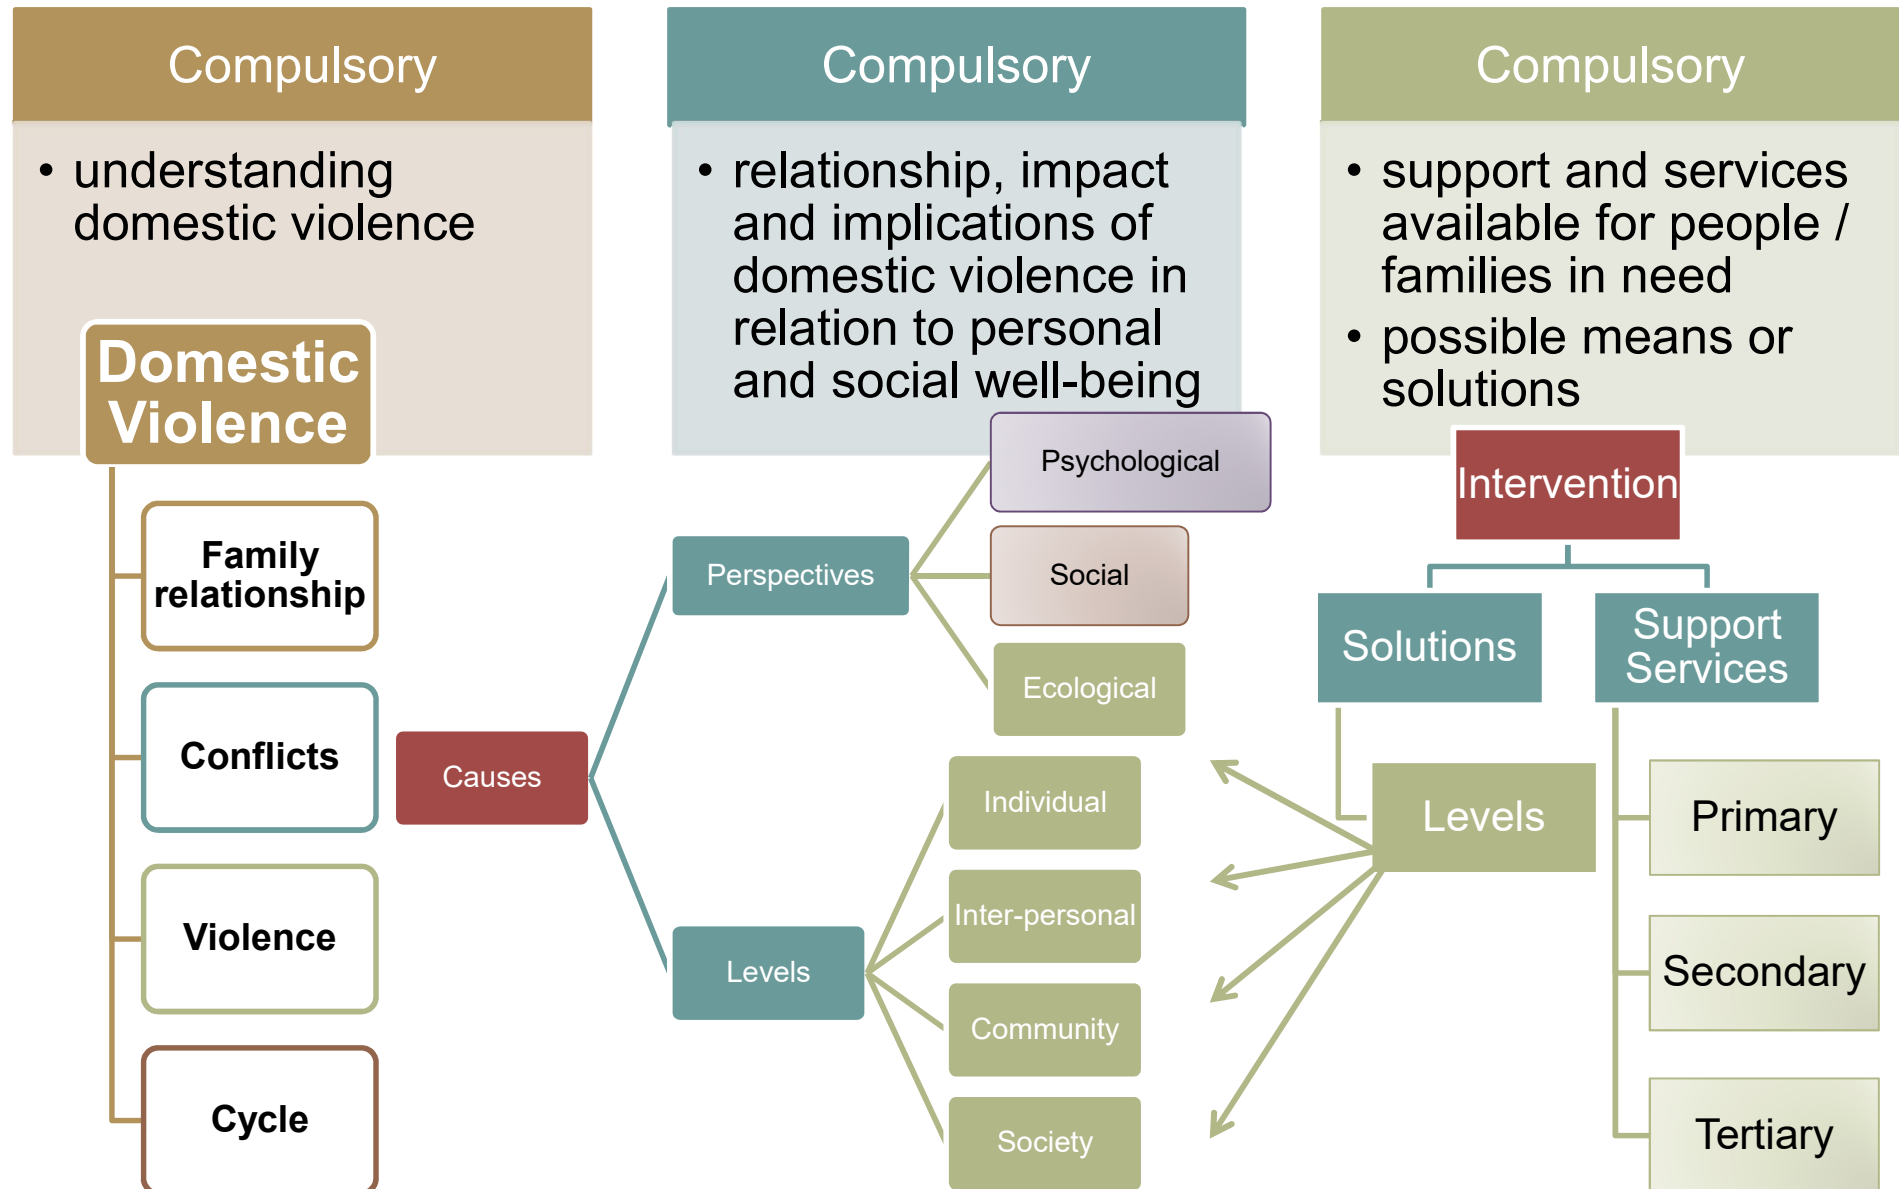 Compulsory
• understanding
domestic violence
Domestic
Violence
Family
relationship
Conflicts
Violence
Cycle
Compulsory
• relationship, impact
and implications of
domestic violence in
relation to personal
and social well-being
Causes
Perspectives
Psychological
Social
Ecological
Levels
Individual
Inter-personal
Community
Society
Compulsory
• support and services
available for people /
families in need
• possible means or
solutions
Intervention
Solutions
Levels
Support
Services
Primary
Secondary
Tertiary